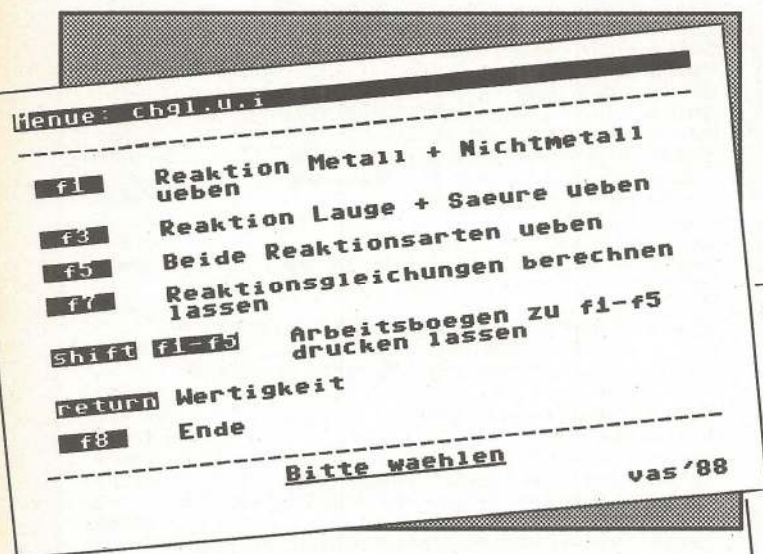 Menue: chgl.u.i
f1 Reaktion Metall + Nichtmetall
ueben
f3 Reaktion Lauge + Saeure ueben
f5 Beide Reaktionsarten ueben
f7 Reaktionsgleichungen berechnen
lassen
shift f1-f5 Arbeitsboegen zu f1-f5
drucken lassen
return Wertigkeit
f8 Ende
Bitte waehlen
vas'88